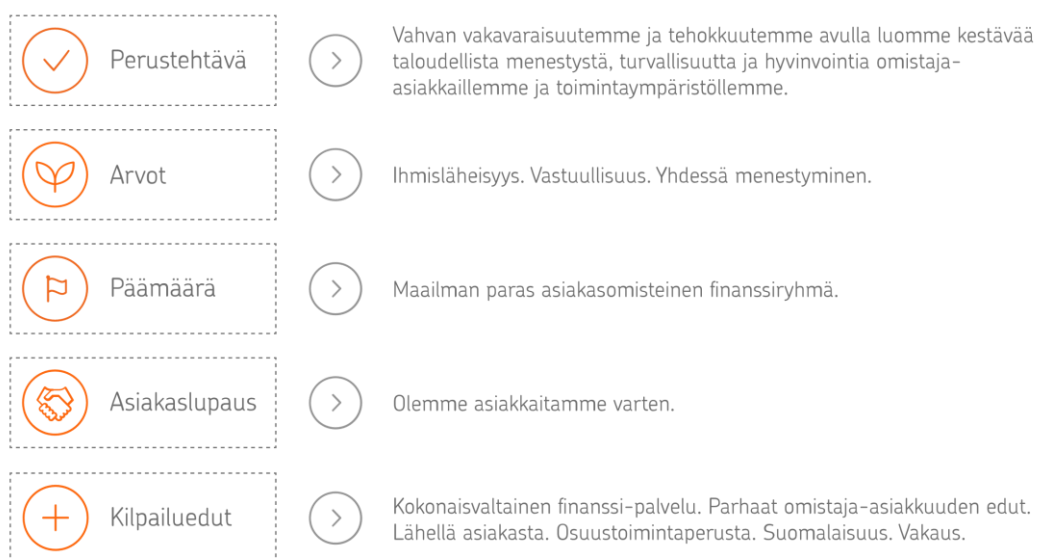 Perustehtävä
Vahvan vakavaraisuutemme ja tehokkuutemme avulla luomme kestävää
taloudellista menestystä, turvallisuutta ja hyvinvointia omistaja-
asiakkaillemme ja toimintaympäristöllemme.
Arvot
Ihmisläheisyys. Vastuullisuus. Yhdessä menestyminen.
Päämäärä
Maailman paras asiakasomisteinen finanssiryhmä.
Asiakaslupaus
Olemme asiakkaitamme varten.
Kilpailuedut
Kokonaisvaltainen finanssi-palvelu. Parhaat omistaja-asiakkuuden edut.
Lähellä asiakasta. Osuustoimintaperusta. Suomalaisuus. Vakaus.